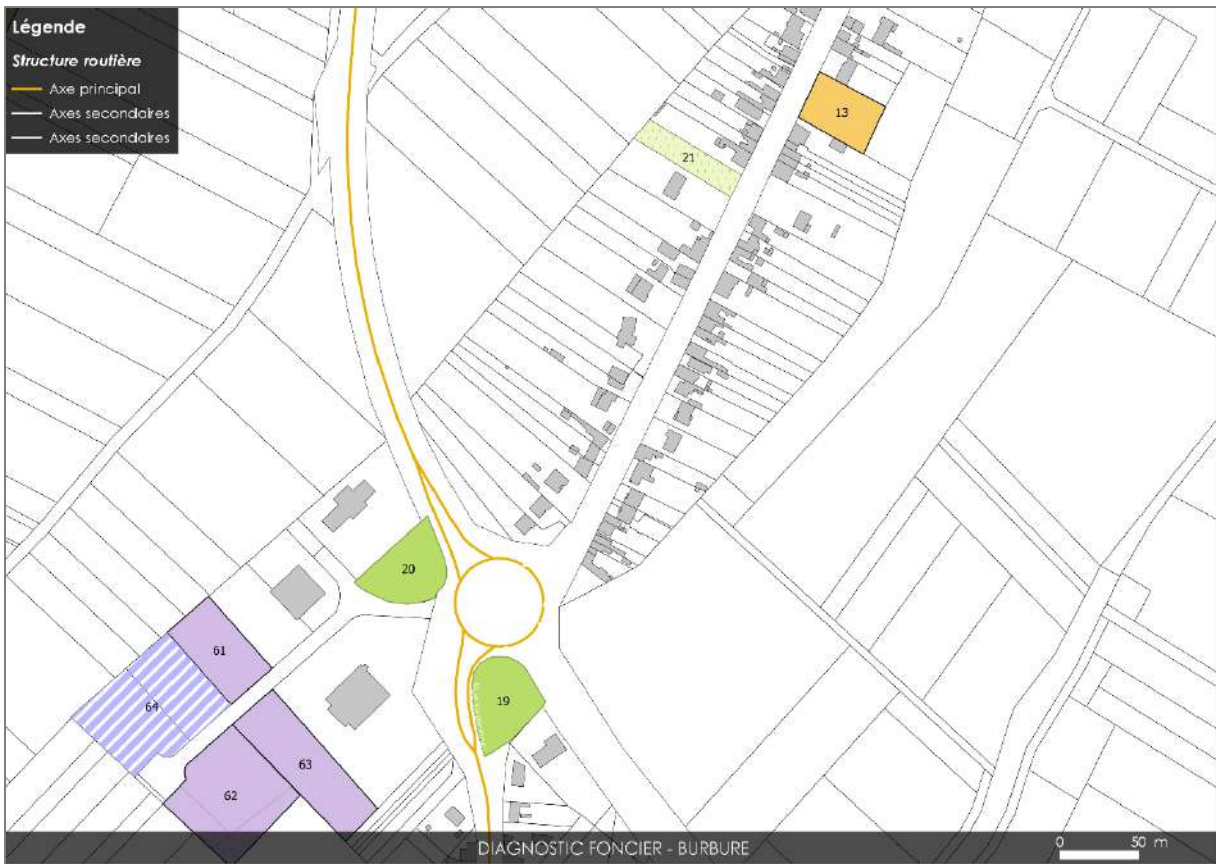 Légende
Structure routière
Axe principal
Axes secondaires
Axes secondaires
13
21
20
61
19
64
63
62
DIAGNOSTIC FONCIER - BURBURE
0 50 m